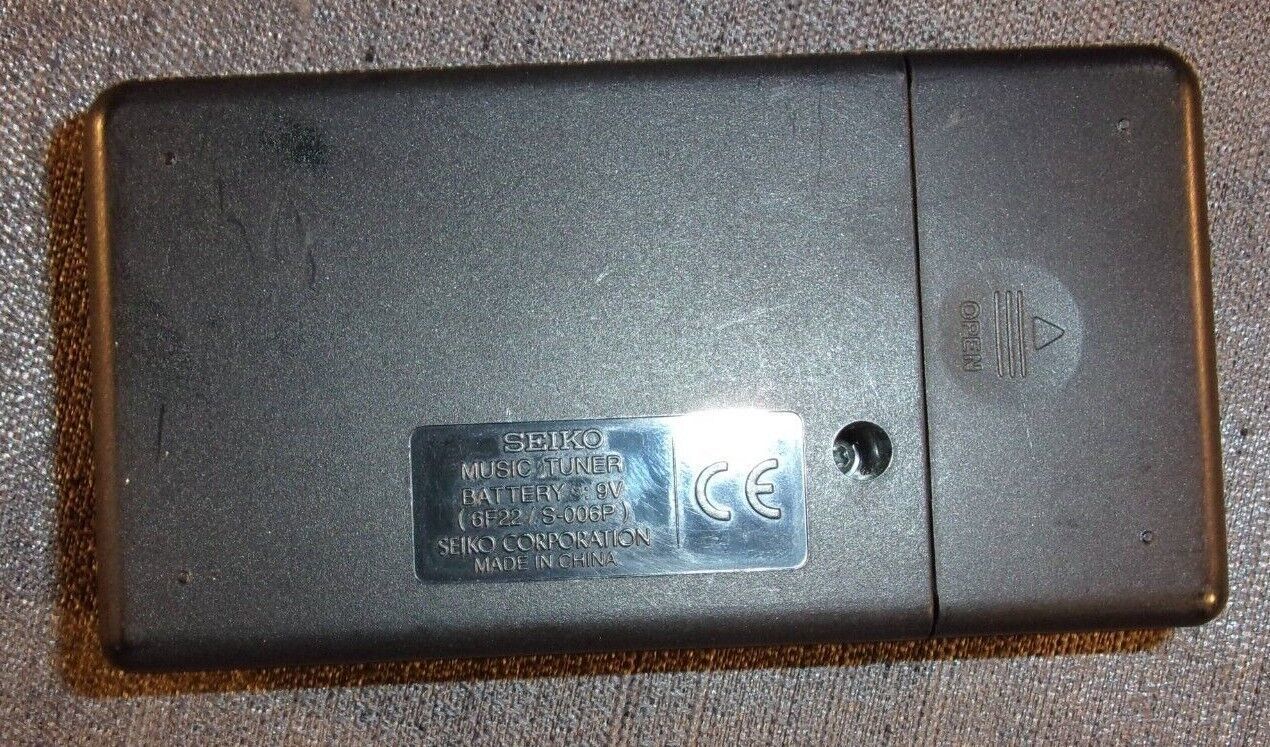 SEIKO
MUSIC TUNER
BATTERY : 9V
( 6F22 / S-006P )
SEIKO CORPORATION
MADE IN CHINA
CE
OPEN